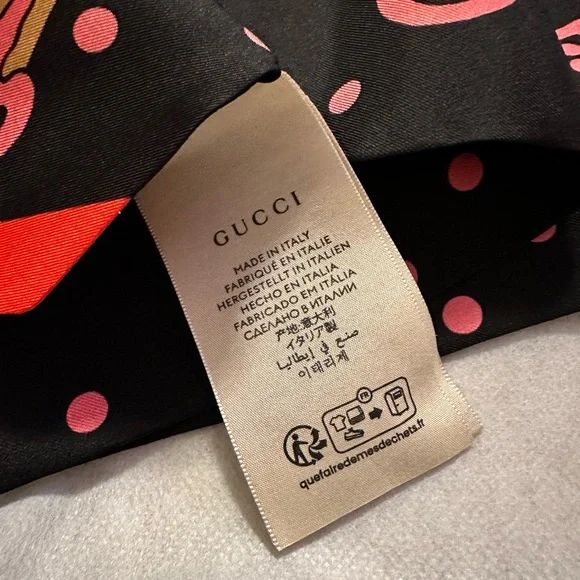 GUCCI
MADE IN ITALY
FABRIQUÉ EN ITALIE
HERGESTELLT IN ITALIEN
HECHO EN ITALIA
FABRICADO EM ITÁLIA
СДЕЛАНО В ИТАЛИИ
产地:意大利
イタリア製
صنع في إيطاليا
이태리제
FR
quefairedemesdechets.fr